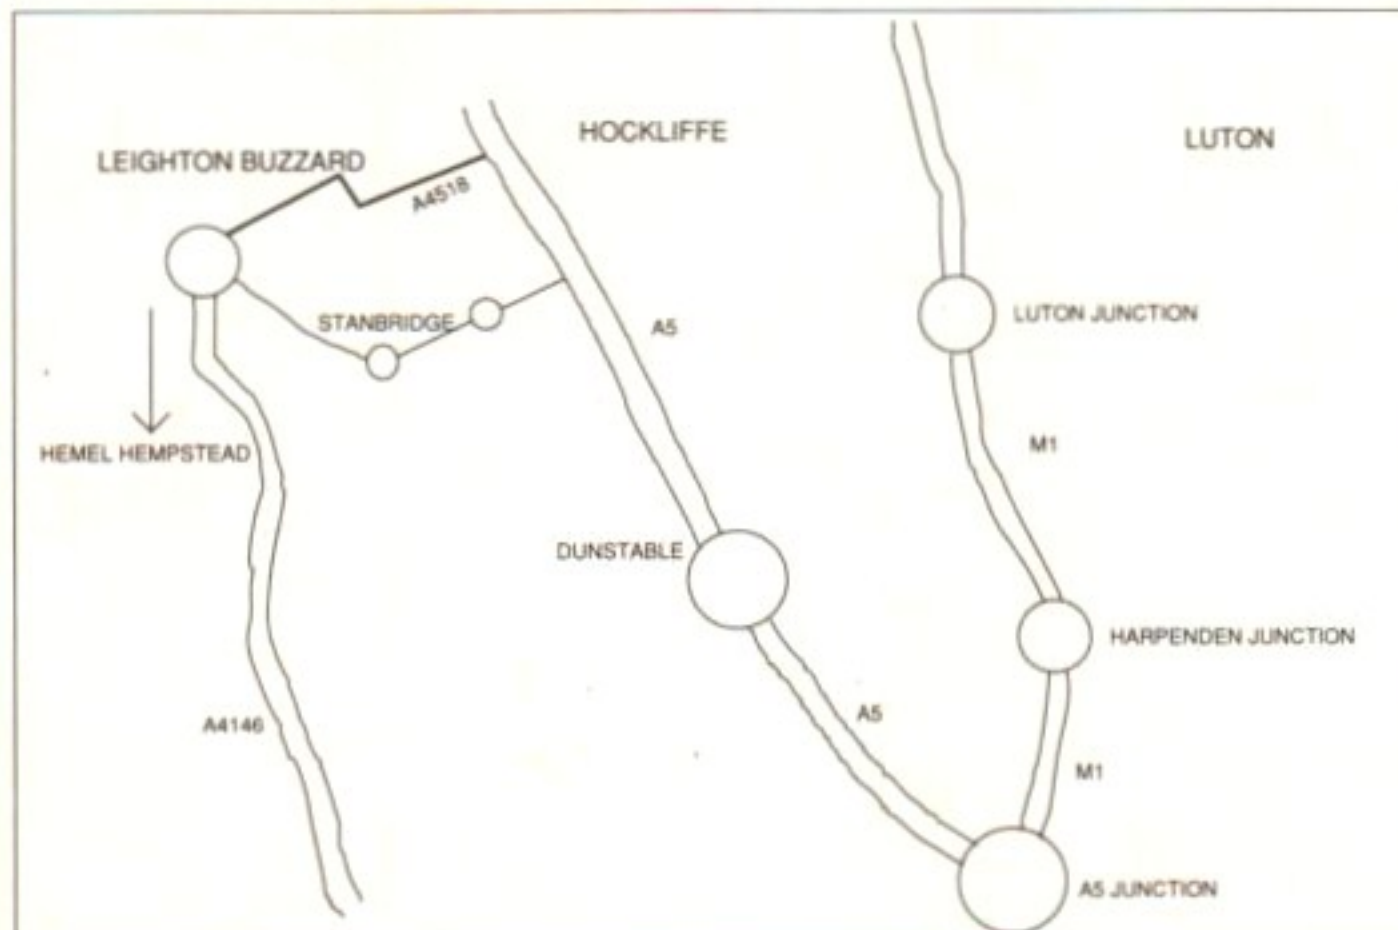 HOCKLIFFE
LUTON
LEIGHTON BUZZARD
A4518
LUTON JUNCTION
STANBRIDGE
A5
M1
HEMEL HEMPSTEAD
DUNSTABLE
HARPENDEN JUNCTION
A5
A4146
M1
A5 JUNCTION